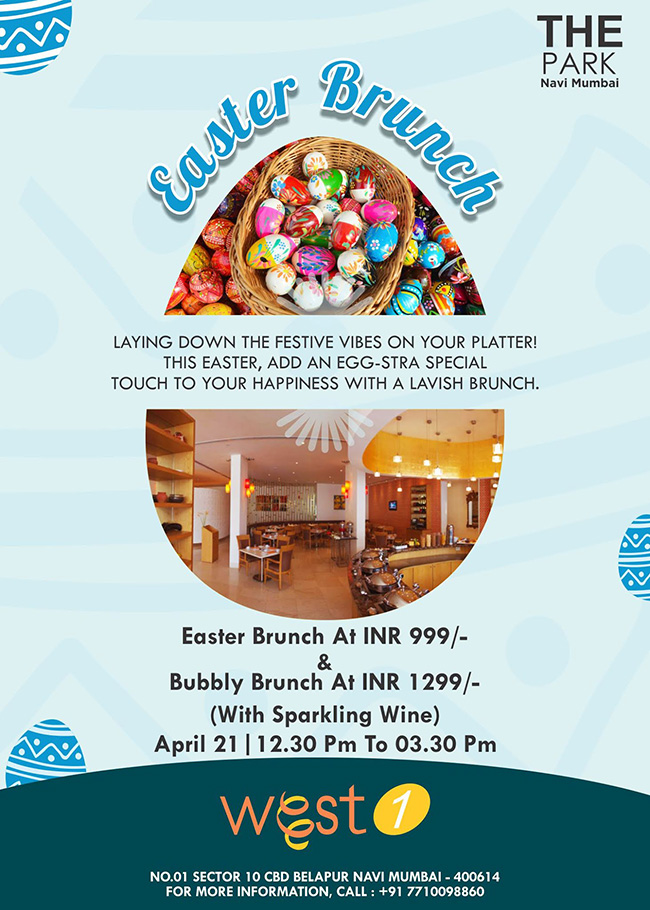 THE
PARK
Navi Mumbai
Easter Brunch
LAYING DOWN THE FESTIVE VIBES ON YOUR PLATTER!
THIS EASTER, ADD AN EGG-STRA SPECIAL
TOUCH TO YOUR HAPPINESS WITH A LAVISH BRUNCH.
Easter Brunch At INR 999/-
&
Bubbly Brunch At INR 1299/-
(With Sparkling Wine)
April 21|12.30 Pm To 03.30 Pm
west 1
NO.01 SECTOR 10 CBD BELAPUR NAVI MUMBAI - 400614
FOR MORE INFORMATION, CALL : +91 7710098860